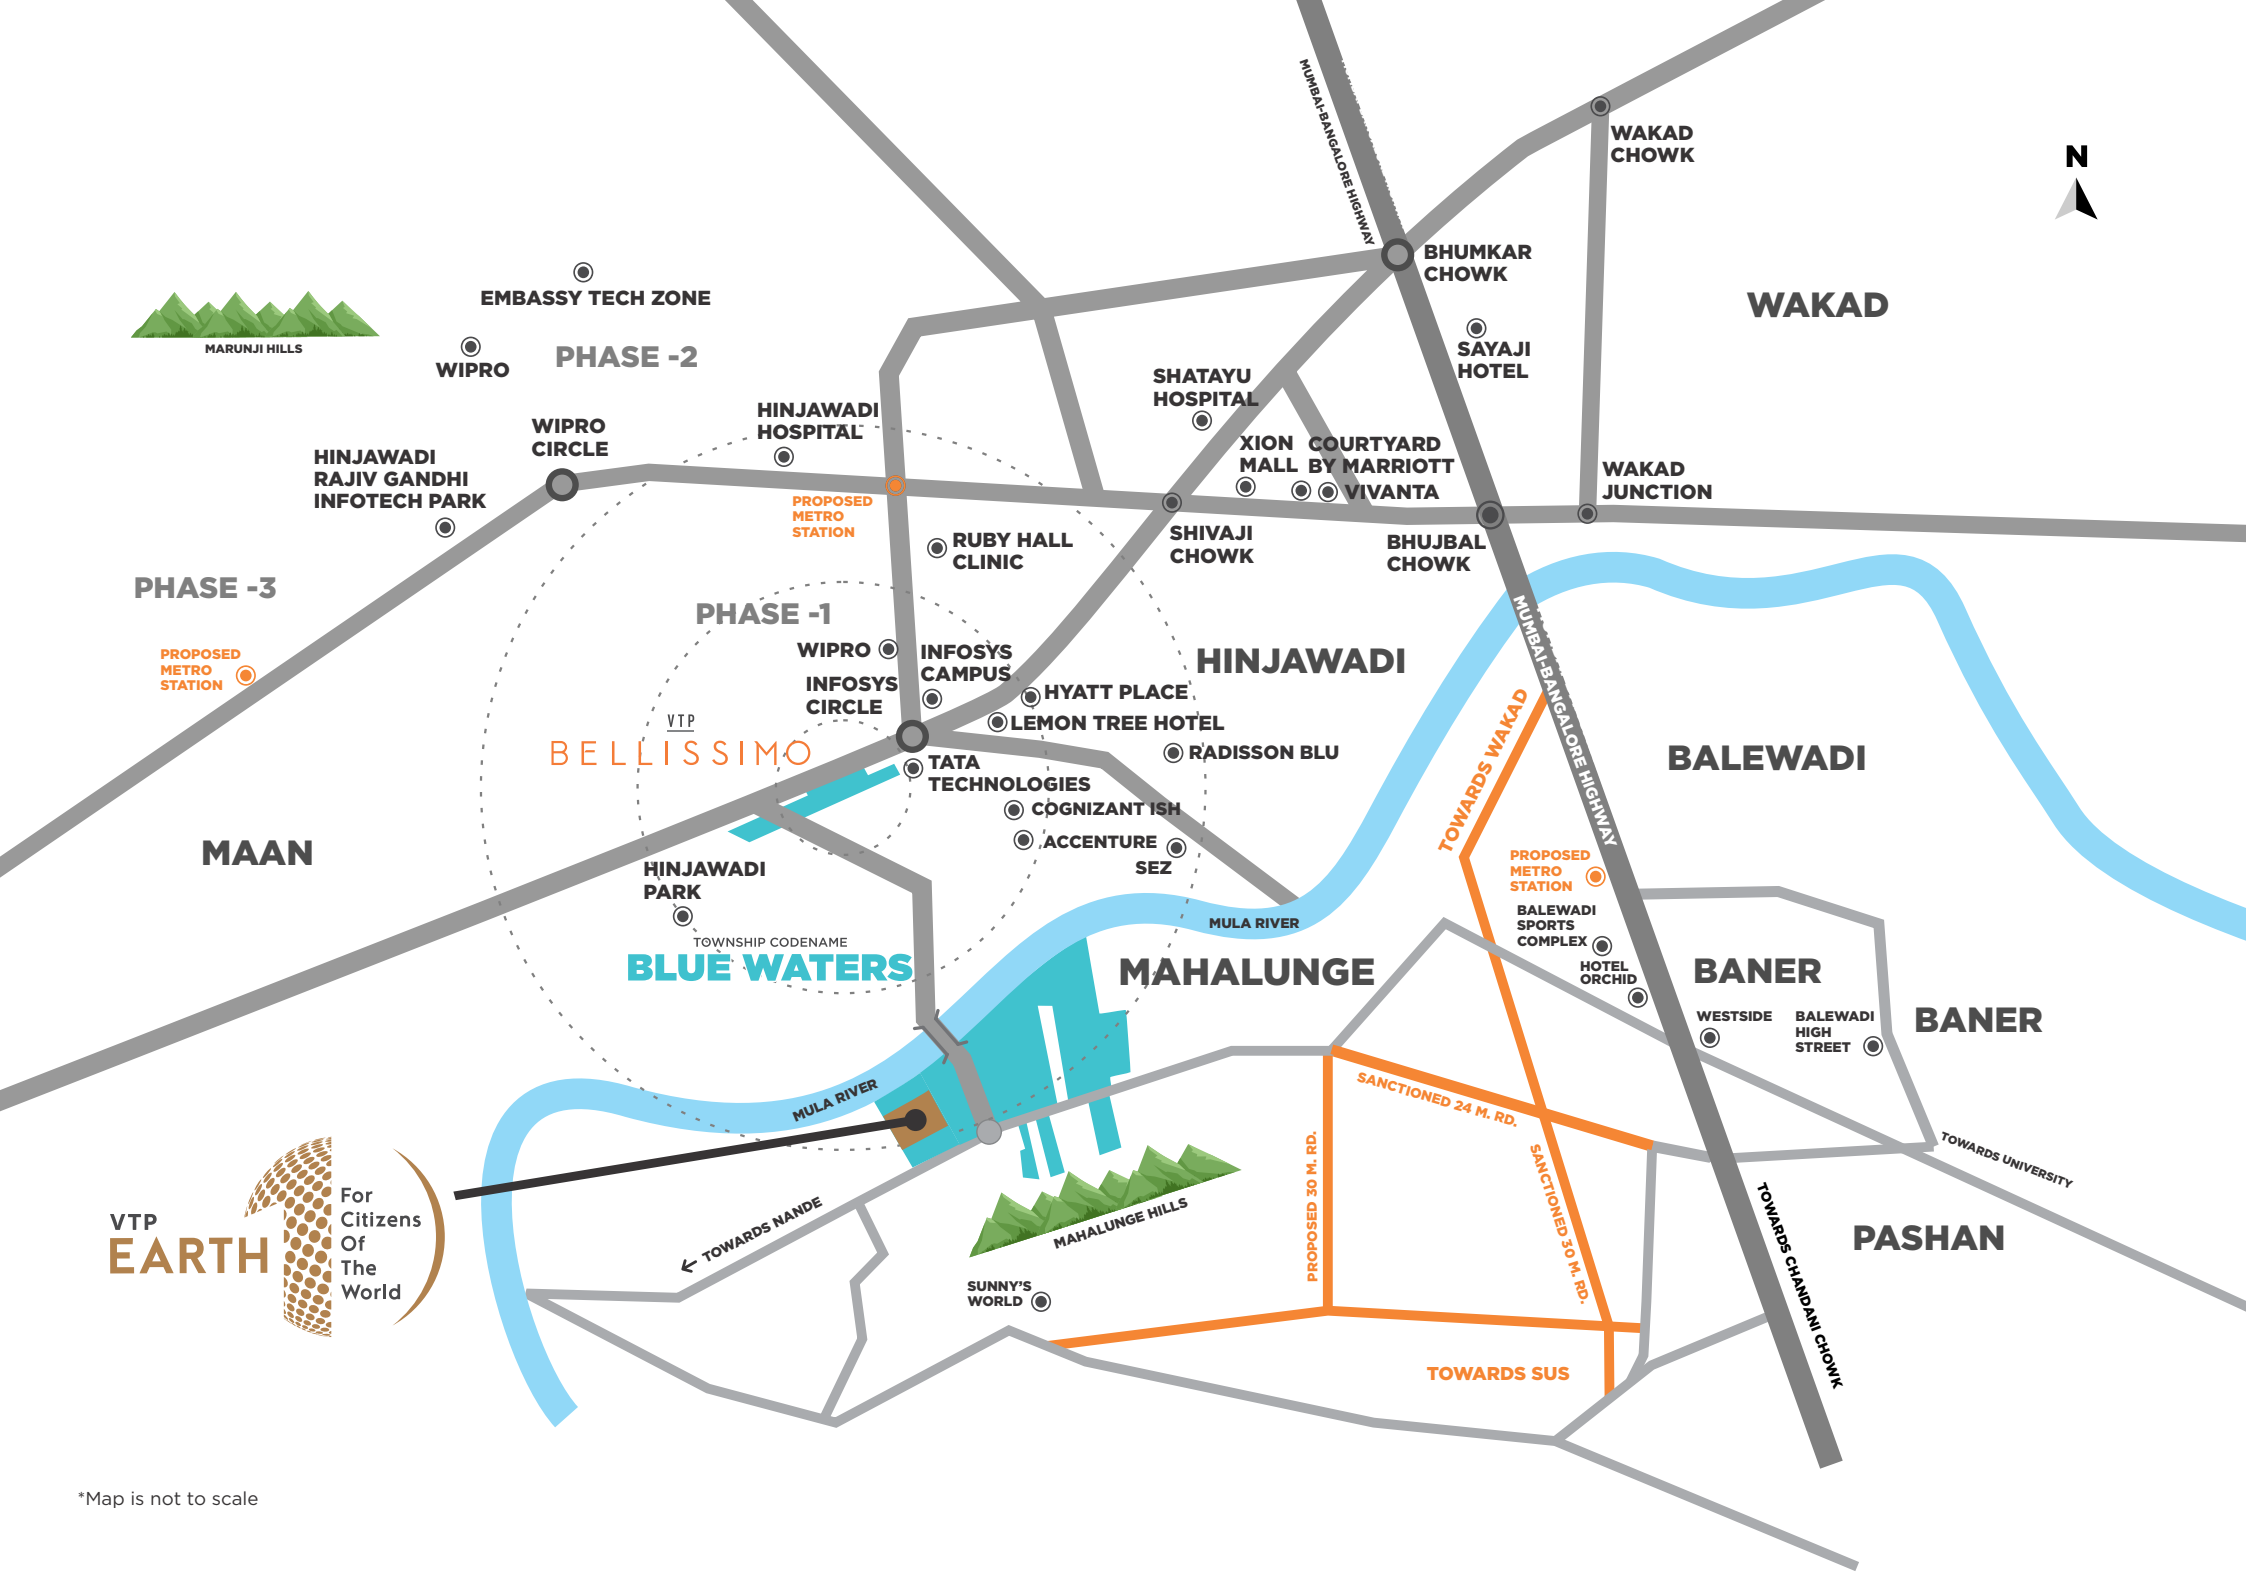 MUMBAI-BANGALORE HIGHWAY
WAKAD
CHOWK
N
BHUMKAR
CHOWK
WAKAD
EMBASSY TECH ZONE
MARUNJI HILLS
WIPRO
PHASE -2
SAYAJI
HOTEL
SHATAYU
HOSPITAL
HINJAWADI
HOSPITAL
WIPRO
CIRCLE
XION
MALL
COURTYARD
BY MARRIOTT
VIVANTA
HINJAWADI
RAJIV GANDHI
INFOTECH PARK
WAKAD
JUNCTION
PROPOSED
METRO
STATION
SHIVAJI
CHOWK
BHUJBAL
CHOWK
RUBY HALL
CLINIC
PHASE -3
PHASE -1
MUMBAI-BANGALORE HIGHWAY
PROPOSED
METRO
STATION
WIPRO
INFOSYS
CAMPUS
HINJAWADI
INFOSYS
CIRCLE
HYATT PLACE
LEMON TREE HOTEL
TOWARDS WAKAD
VTP
BELLISSIMO
RADISSON BLU
BALEWADI
TATA
TECHNOLOGIES
COGNIZANT ISH
ACCENTURE
SEZ
MAAN
HINJAWADI
PARK
PROPOSED
METRO
STATION
BALEWADI
SPORTS
COMPLEX
MULA RIVER
TOWNSHIP CODENAME
BLUE WATERS
MAHALUNGE
HOTEL
ORCHID
BANER
WESTSIDE
BALEWADI
HIGH
STREET
BANER
MULA RIVER
SANCTIONED 24 M. RD.
PROPOSED 30 M. RD.
SANCTIONED 30 M. RD.
TOWARDS UNIVERSITY
VTP
EARTH
1
For
Citizens
Of
The
World
TOWARDS NANDE
MAHALUNGE HILLS
TOWARDS CHANDANI CHOWK
PASHAN
SUNNY'S
WORLD
TOWARDS SUS
*Map is not to scale